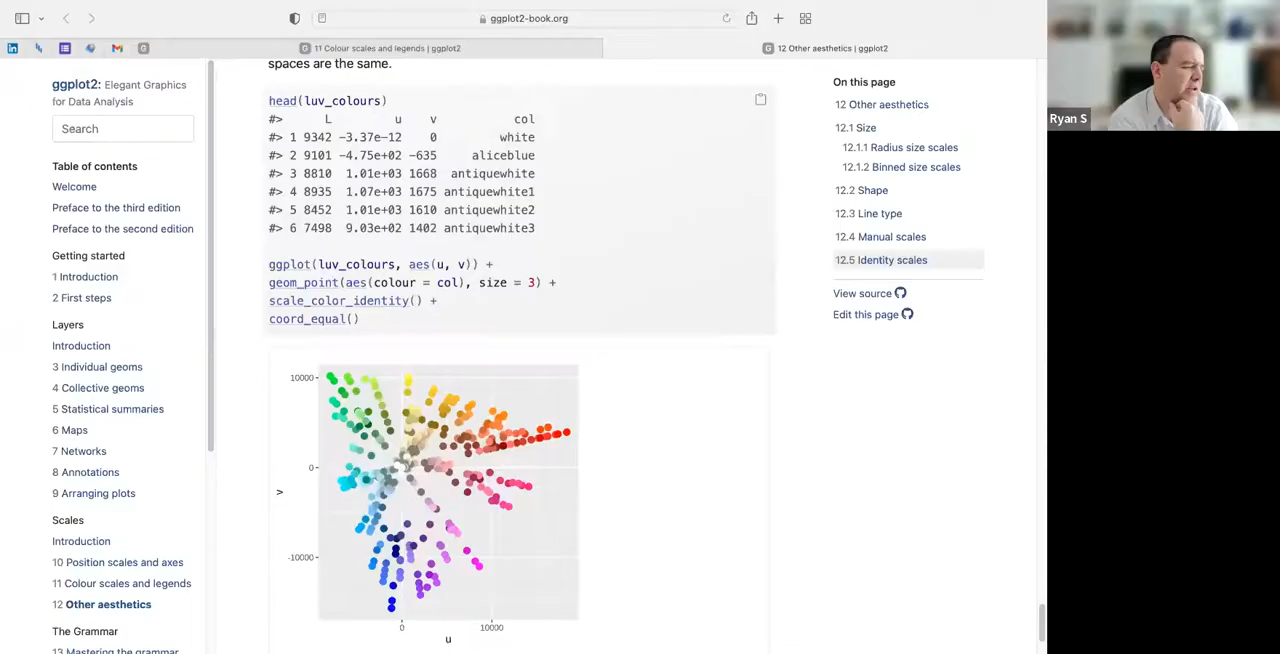 ggplot2-book.org
11 Colour scales and legends | ggplot2
12 Other aesthetics | ggplot2
ggplot2: Elegant Graphics
for Data Analysis
Search
Table of contents
Welcome
Preface to the third edition
Preface to the second edition
Getting started
1 Introduction
2 First steps
Layers
Introduction
3 Individual geoms
4 Collective geoms
5 Statistical summaries
6 Maps
7 Networks
8 Annotations
9 Arranging plots
Scales
Introduction
10 Position scales and axes
11 Colour scales and legends
12 Other aesthetics
The Grammar
13 Mastering the grammar
spaces are the same.
head(luv_colours)
#> L u v col
#> 1 9342 -3.37e-12 0 white
#> 2 9101 -4.75e+02 -635 aliceblue
#> 3 8810 1.01e+03 1668 antiquewhite
#> 4 8935 1.07e+03 1675 antiquewhite1
#> 5 8452 1.01e+03 1610 antiquewhite2
#> 6 7498 9.03e+02 1402 antiquewhite3
ggplot(luv_colours, aes(u, v)) +
geom_point(aes(colour = col), size = 3) +
scale_color_identity() +
coord_equal()
10000
0
-10000
v
0 10000
u
On this page
12 Other aesthetics
12.1 Size
12.1.1 Radius size scales
12.1.2 Binned size scales
12.2 Shape
12.3 Line type
12.4 Manual scales
12.5 Identity scales
View source
Edit this page
Ryan S